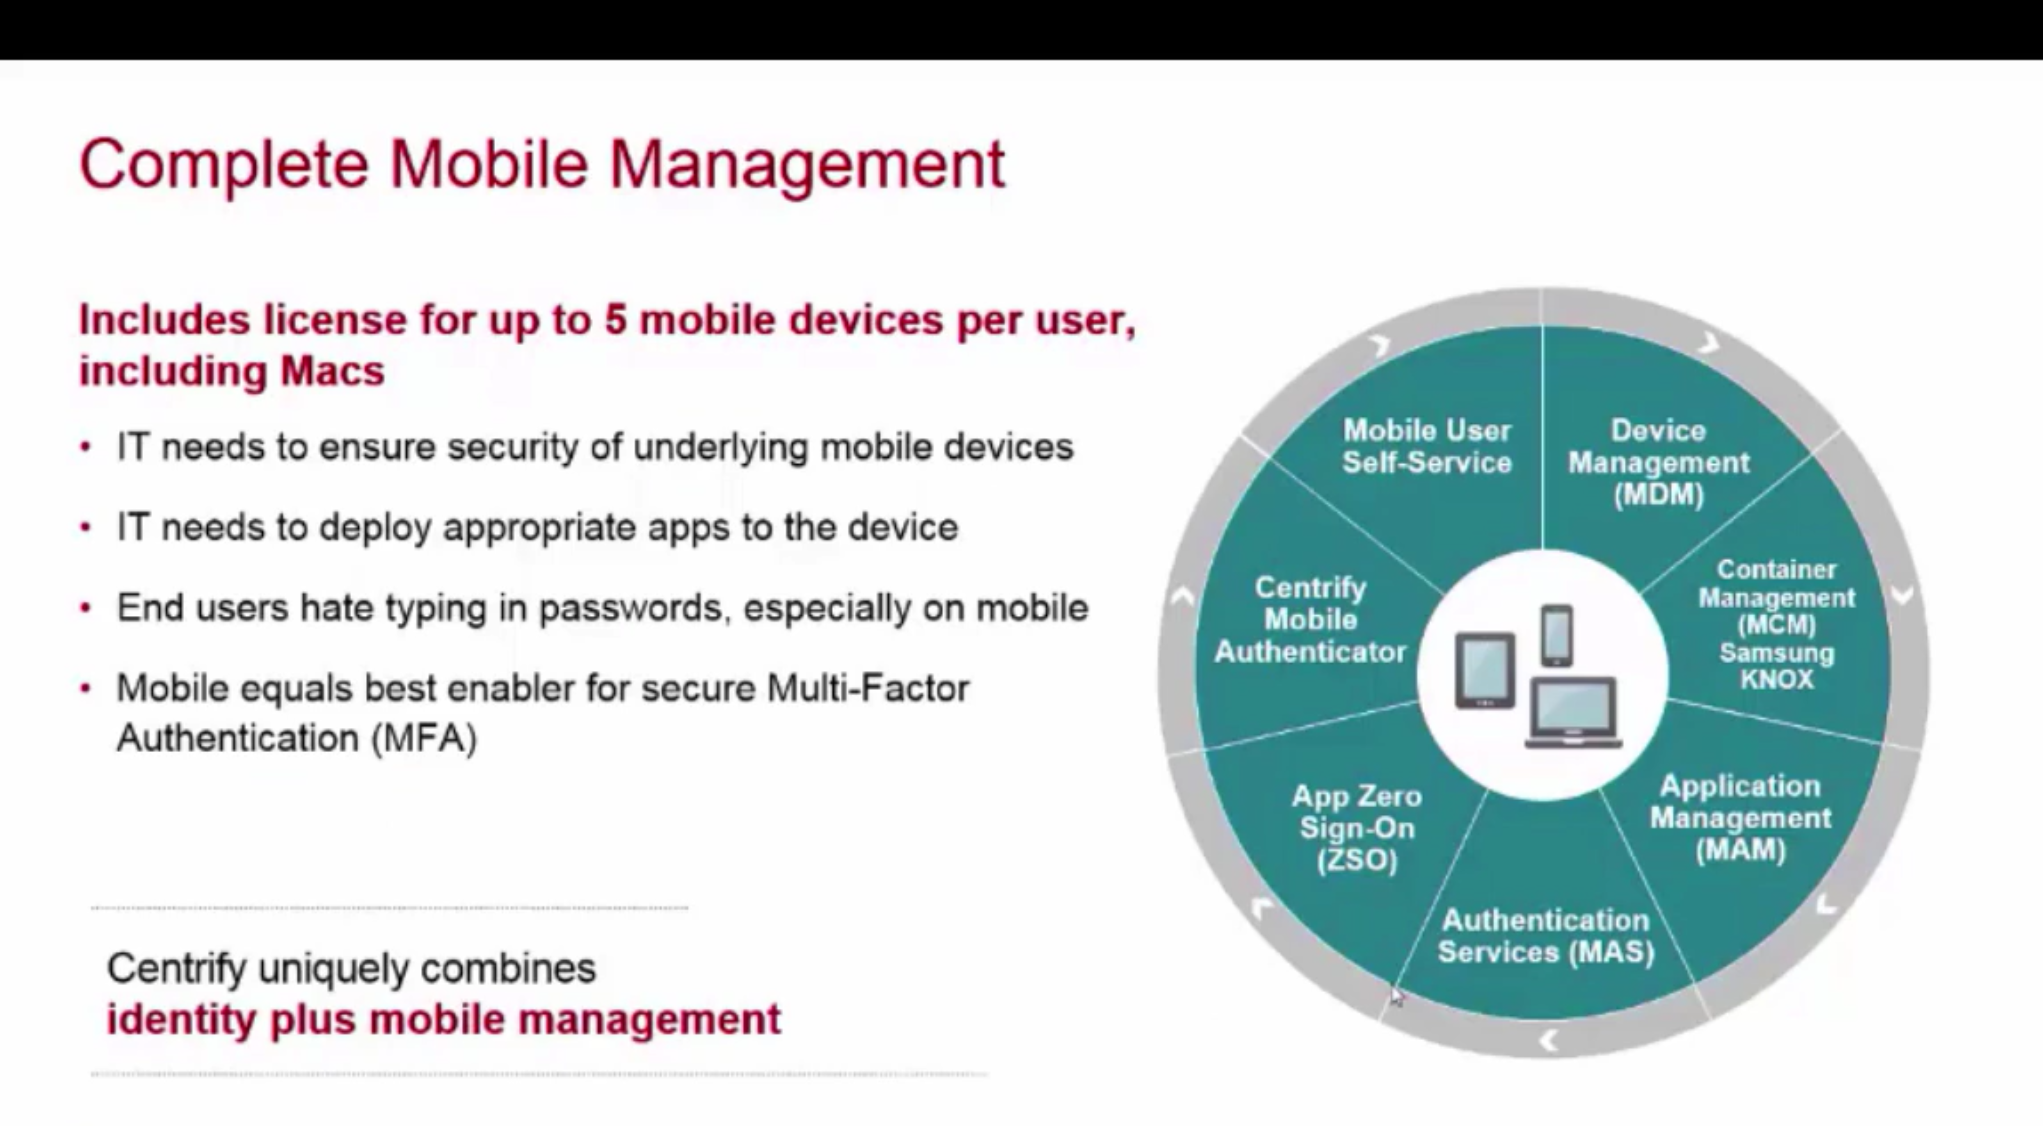 Complete Mobile Management
Includes license for up to 5 mobile devices per user,
including Macs
• IT needs to ensure security of underlying mobile devices
• IT needs to deploy appropriate apps to the device
• End users hate typing in passwords, especially on mobile
• Mobile equals best enabler for secure Multi-Factor
Authentication (MFA)
Centrify uniquely combines
identity plus mobile management
Mobile User
Self-Service
Device
Management
(MDM)
Container
Management
(MCM)
Samsung
KNOX
Application
Management
(MAM)
Authentication
Services (MAS)
App Zero
Sign-On
(ZSO)
Centrify
Mobile
Authenticator